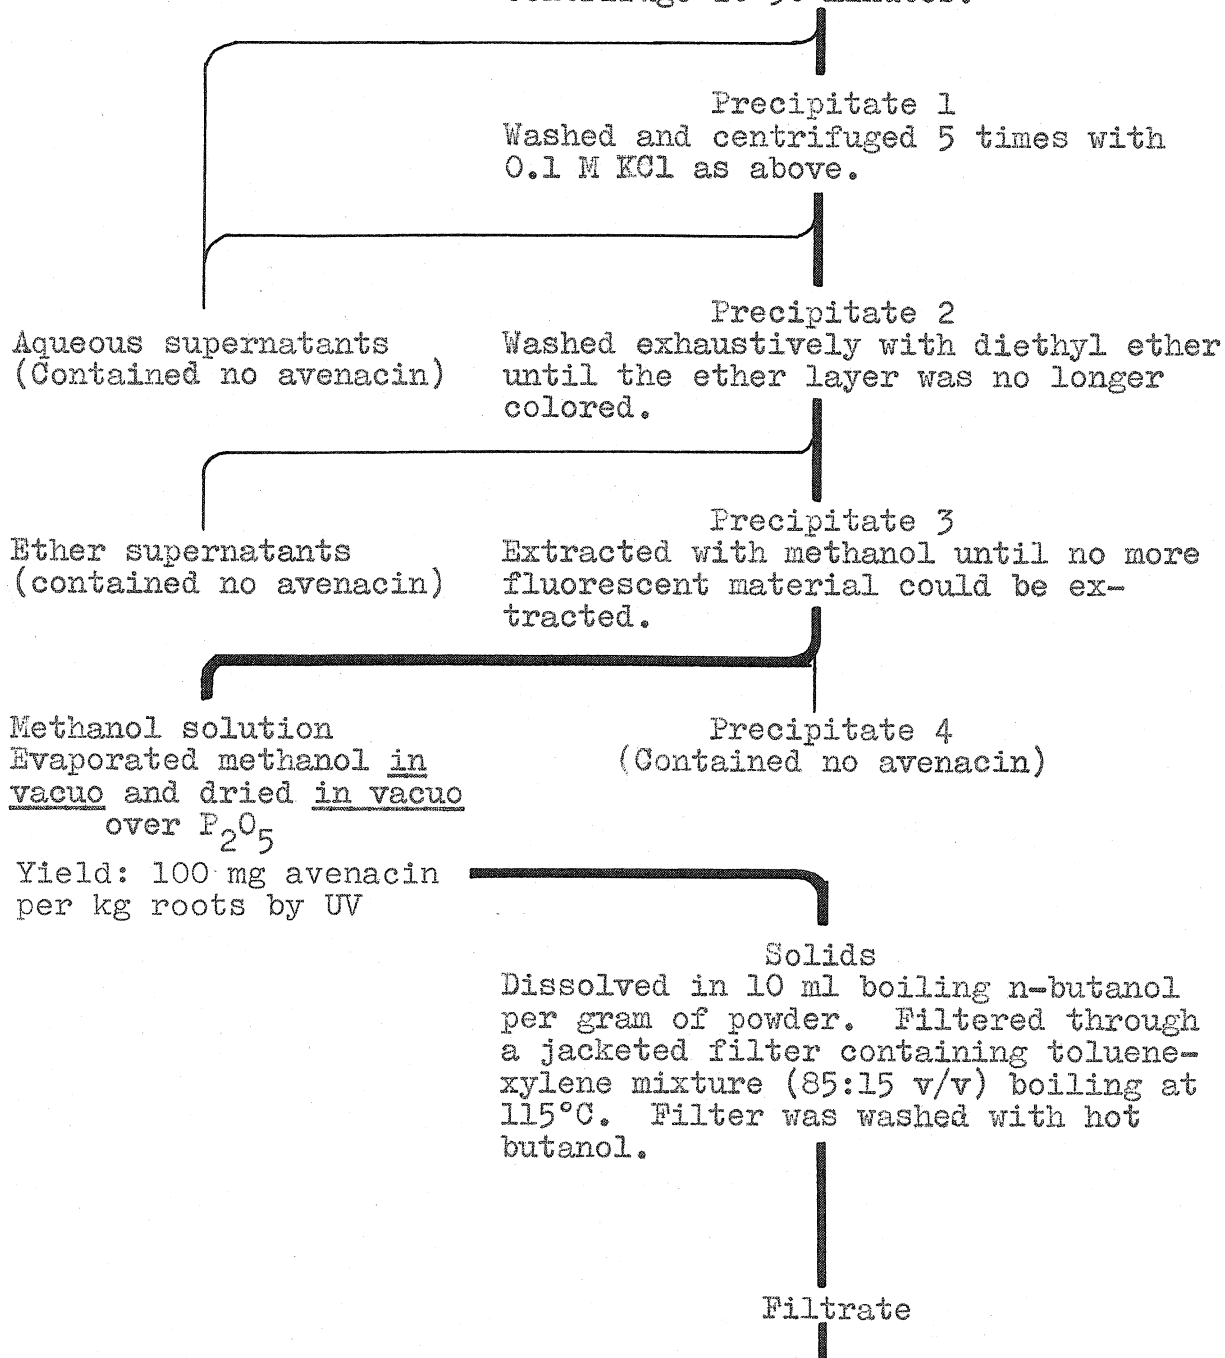 Precipitate 1
Washed and centrifuged 5 times with
0.1 M KCl as above.
Precipitate 2
Aqueous supernatants
(Contained no avenacin)
Washed exhaustively with diethyl ether
until the ether layer was no longer
colored.
Precipitate 3
Ether supernatants
(contained no avenacin)
Extracted with methanol until no more
fluorescent material could be ex-
tracted.
Methanol solution
Evaporated methanol in
vacuo and dried in vacuo
over P2O5
Precipitate 4
(Contained no avenacin)
Yield: 100 mg avenacin
per kg roots by UV
Solids
Dissolved in 10 ml boiling n-butanol
per gram of powder. Filtered through
a jacketed filter containing toluene-
xylene mixture (85:15 v/v) boiling at
115°C. Filter was washed with hot
butanol.
Filtrate